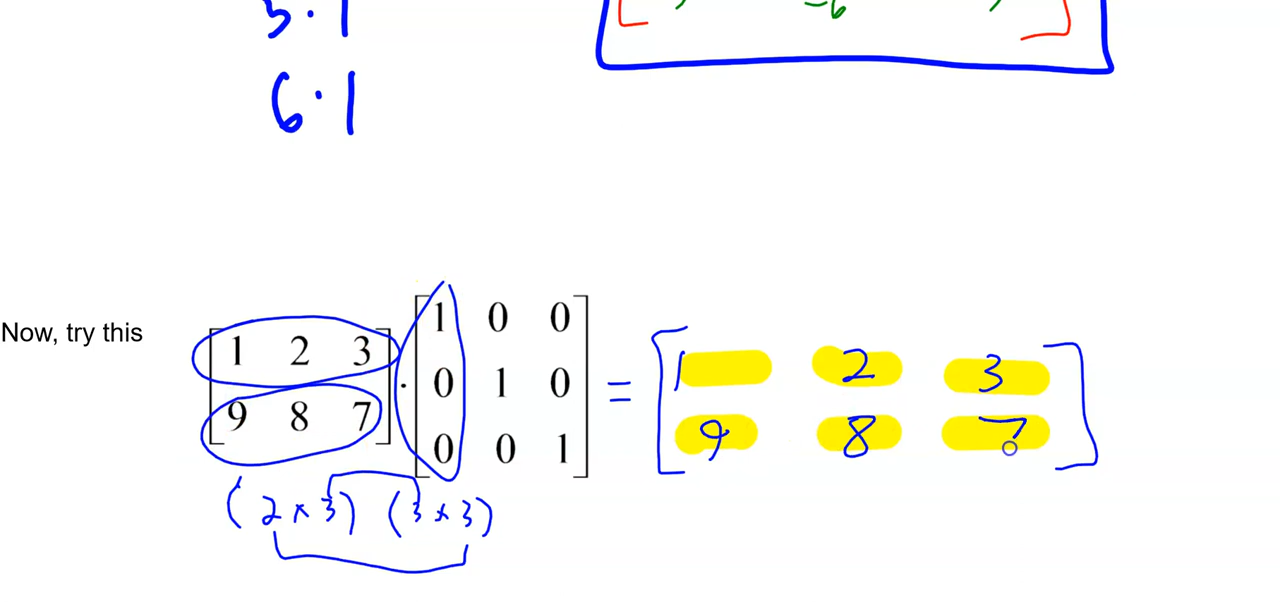 5 · 1
-6
6 · 1
Now, try this
[1 2 3
9 8 7] · [1 0 0
0 1 0
0 0 1] = [1 2 3
9 8 7]
(2 × 3) (3 × 3)